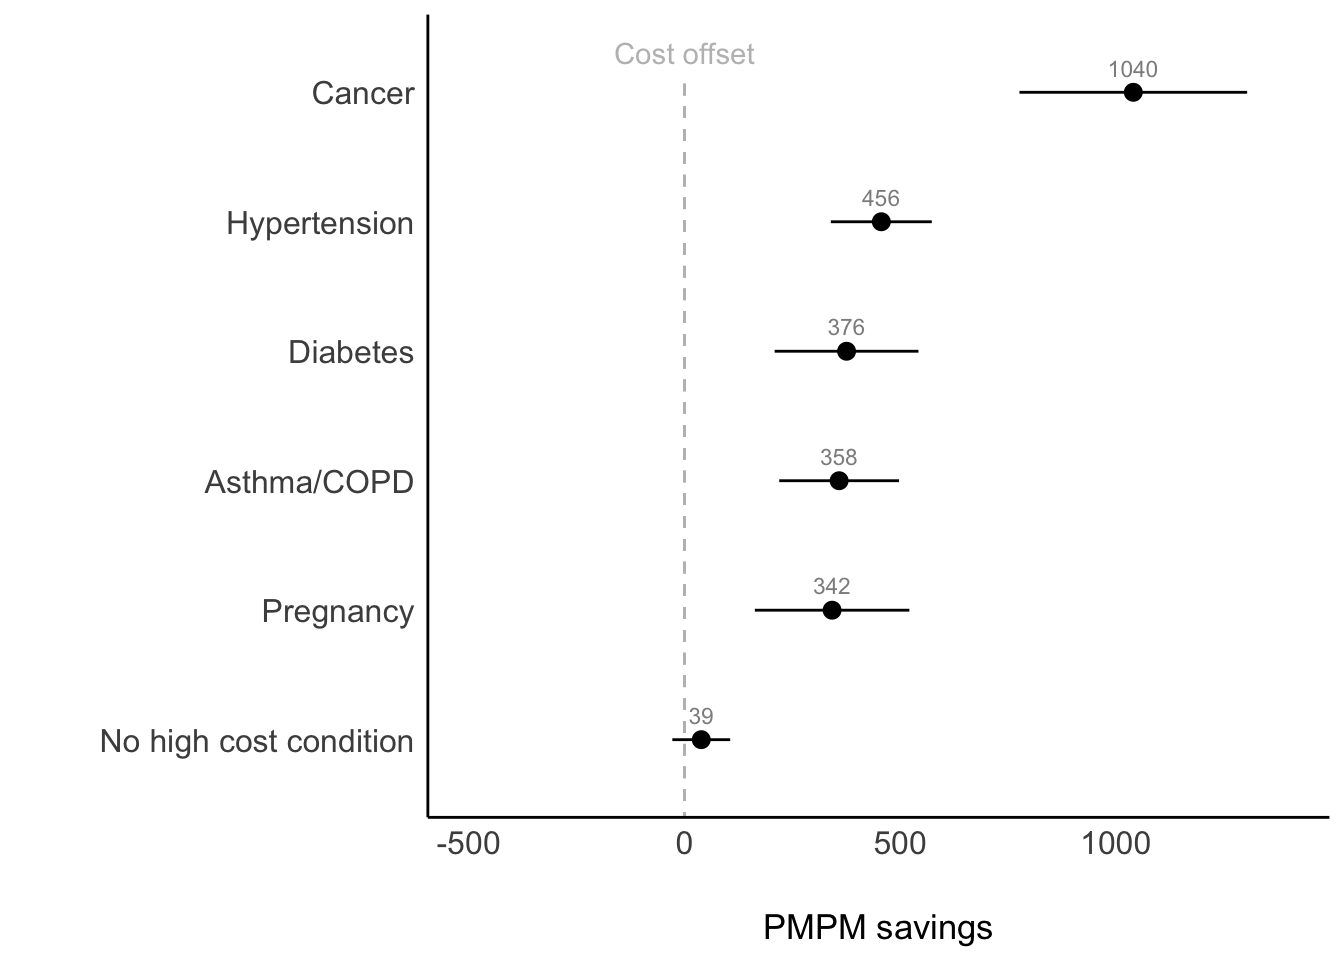 Cost offset
Cancer
1040
Hypertension
456
Diabetes
376
Asthma/COPD
358
Pregnancy
342
No high cost condition
39
-500 0 500 1000
PMPM savings